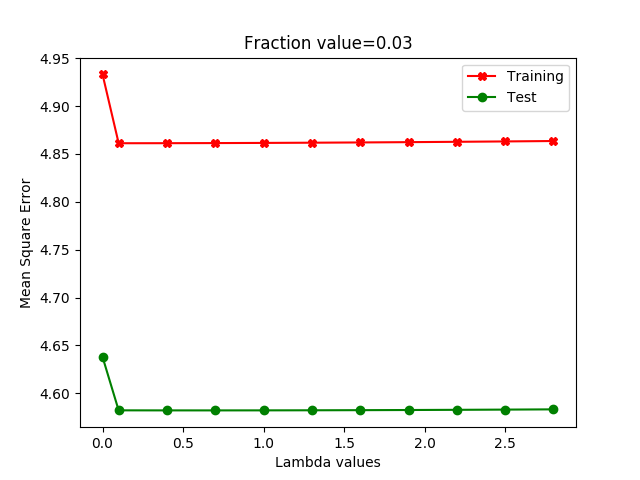 Fraction value=0.03
Training
Test
Mean Square Error
4.95
4.90
4.85
4.80
4.75
4.70
4.65
4.60
0.0 0.5 1.0 1.5 2.0 2.5
Lambda values